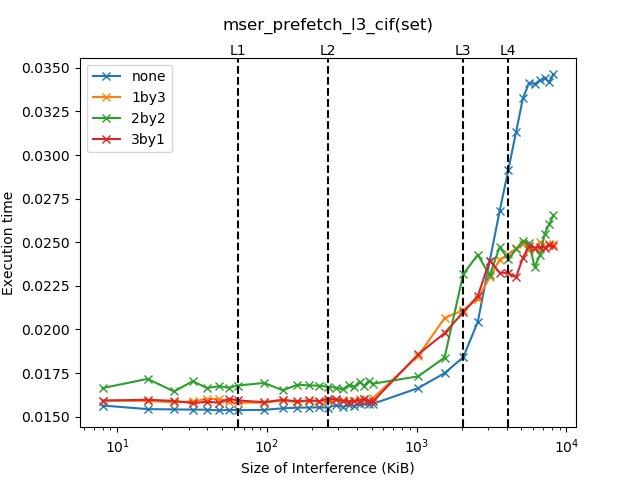 mser_prefetch_l3_cif(set)
L1 L2 L3 L4
none
1by3
2by2
3by1
0.0350
0.0325
0.0300
0.0275
0.0250
0.0225
0.0200
0.0175
0.0150
Execution time
10¹ 10² 10³ 10⁴
Size of Interference (KiB)